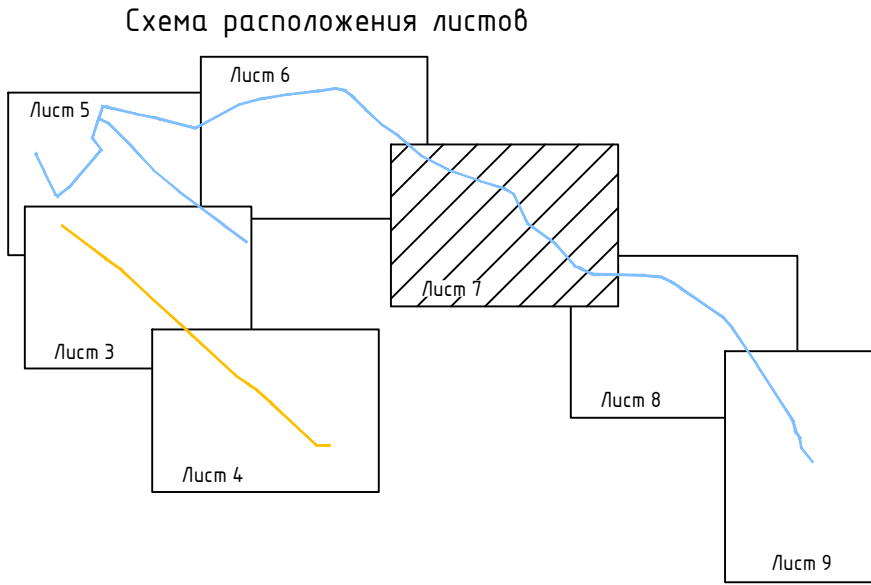 Схема расположения листов
Лист 6
Лист 5
Лист 7
Лист 3
Лист 8
Лист 4
Лист 9